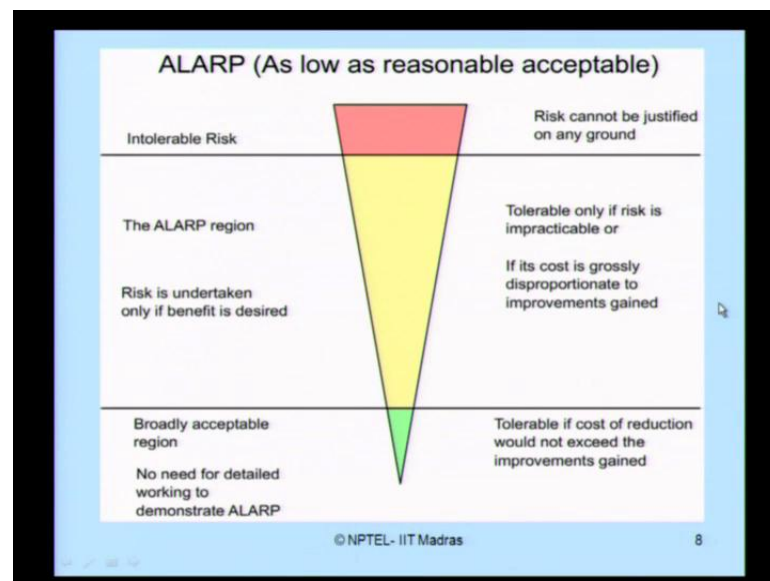 ALARP (As low as reasonable acceptable)
Intolerable Risk
Risk cannot be justified
on any ground
The ALARP region
Risk is undertaken
only if benefit is desired
Tolerable only if risk is
impracticable or
If its cost is grossly
disproportionate to
improvements gained
Broadly acceptable
region
No need for detailed
working to
demonstrate ALARP
Tolerable if cost of reduction
would not exceed the
improvements gained
© NPTEL- IIT Madras
8